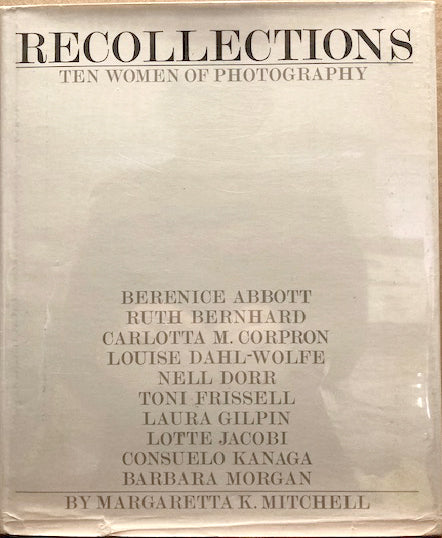 RECOLLECTIONS
TEN WOMEN OF PHOTOGRAPHY
BERENICE ABBOTT
RUTH BERNHARD
CARLOTTA M. CORPRON
LOUISE DAHL-WOLFE
NELL DORR
TONI FRISSELL
LAURA GILPIN
LOTTE JACOBI
CONSUELO KANAGA
BARBARA MORGAN
BY MARGARETTA K. MITCHELL